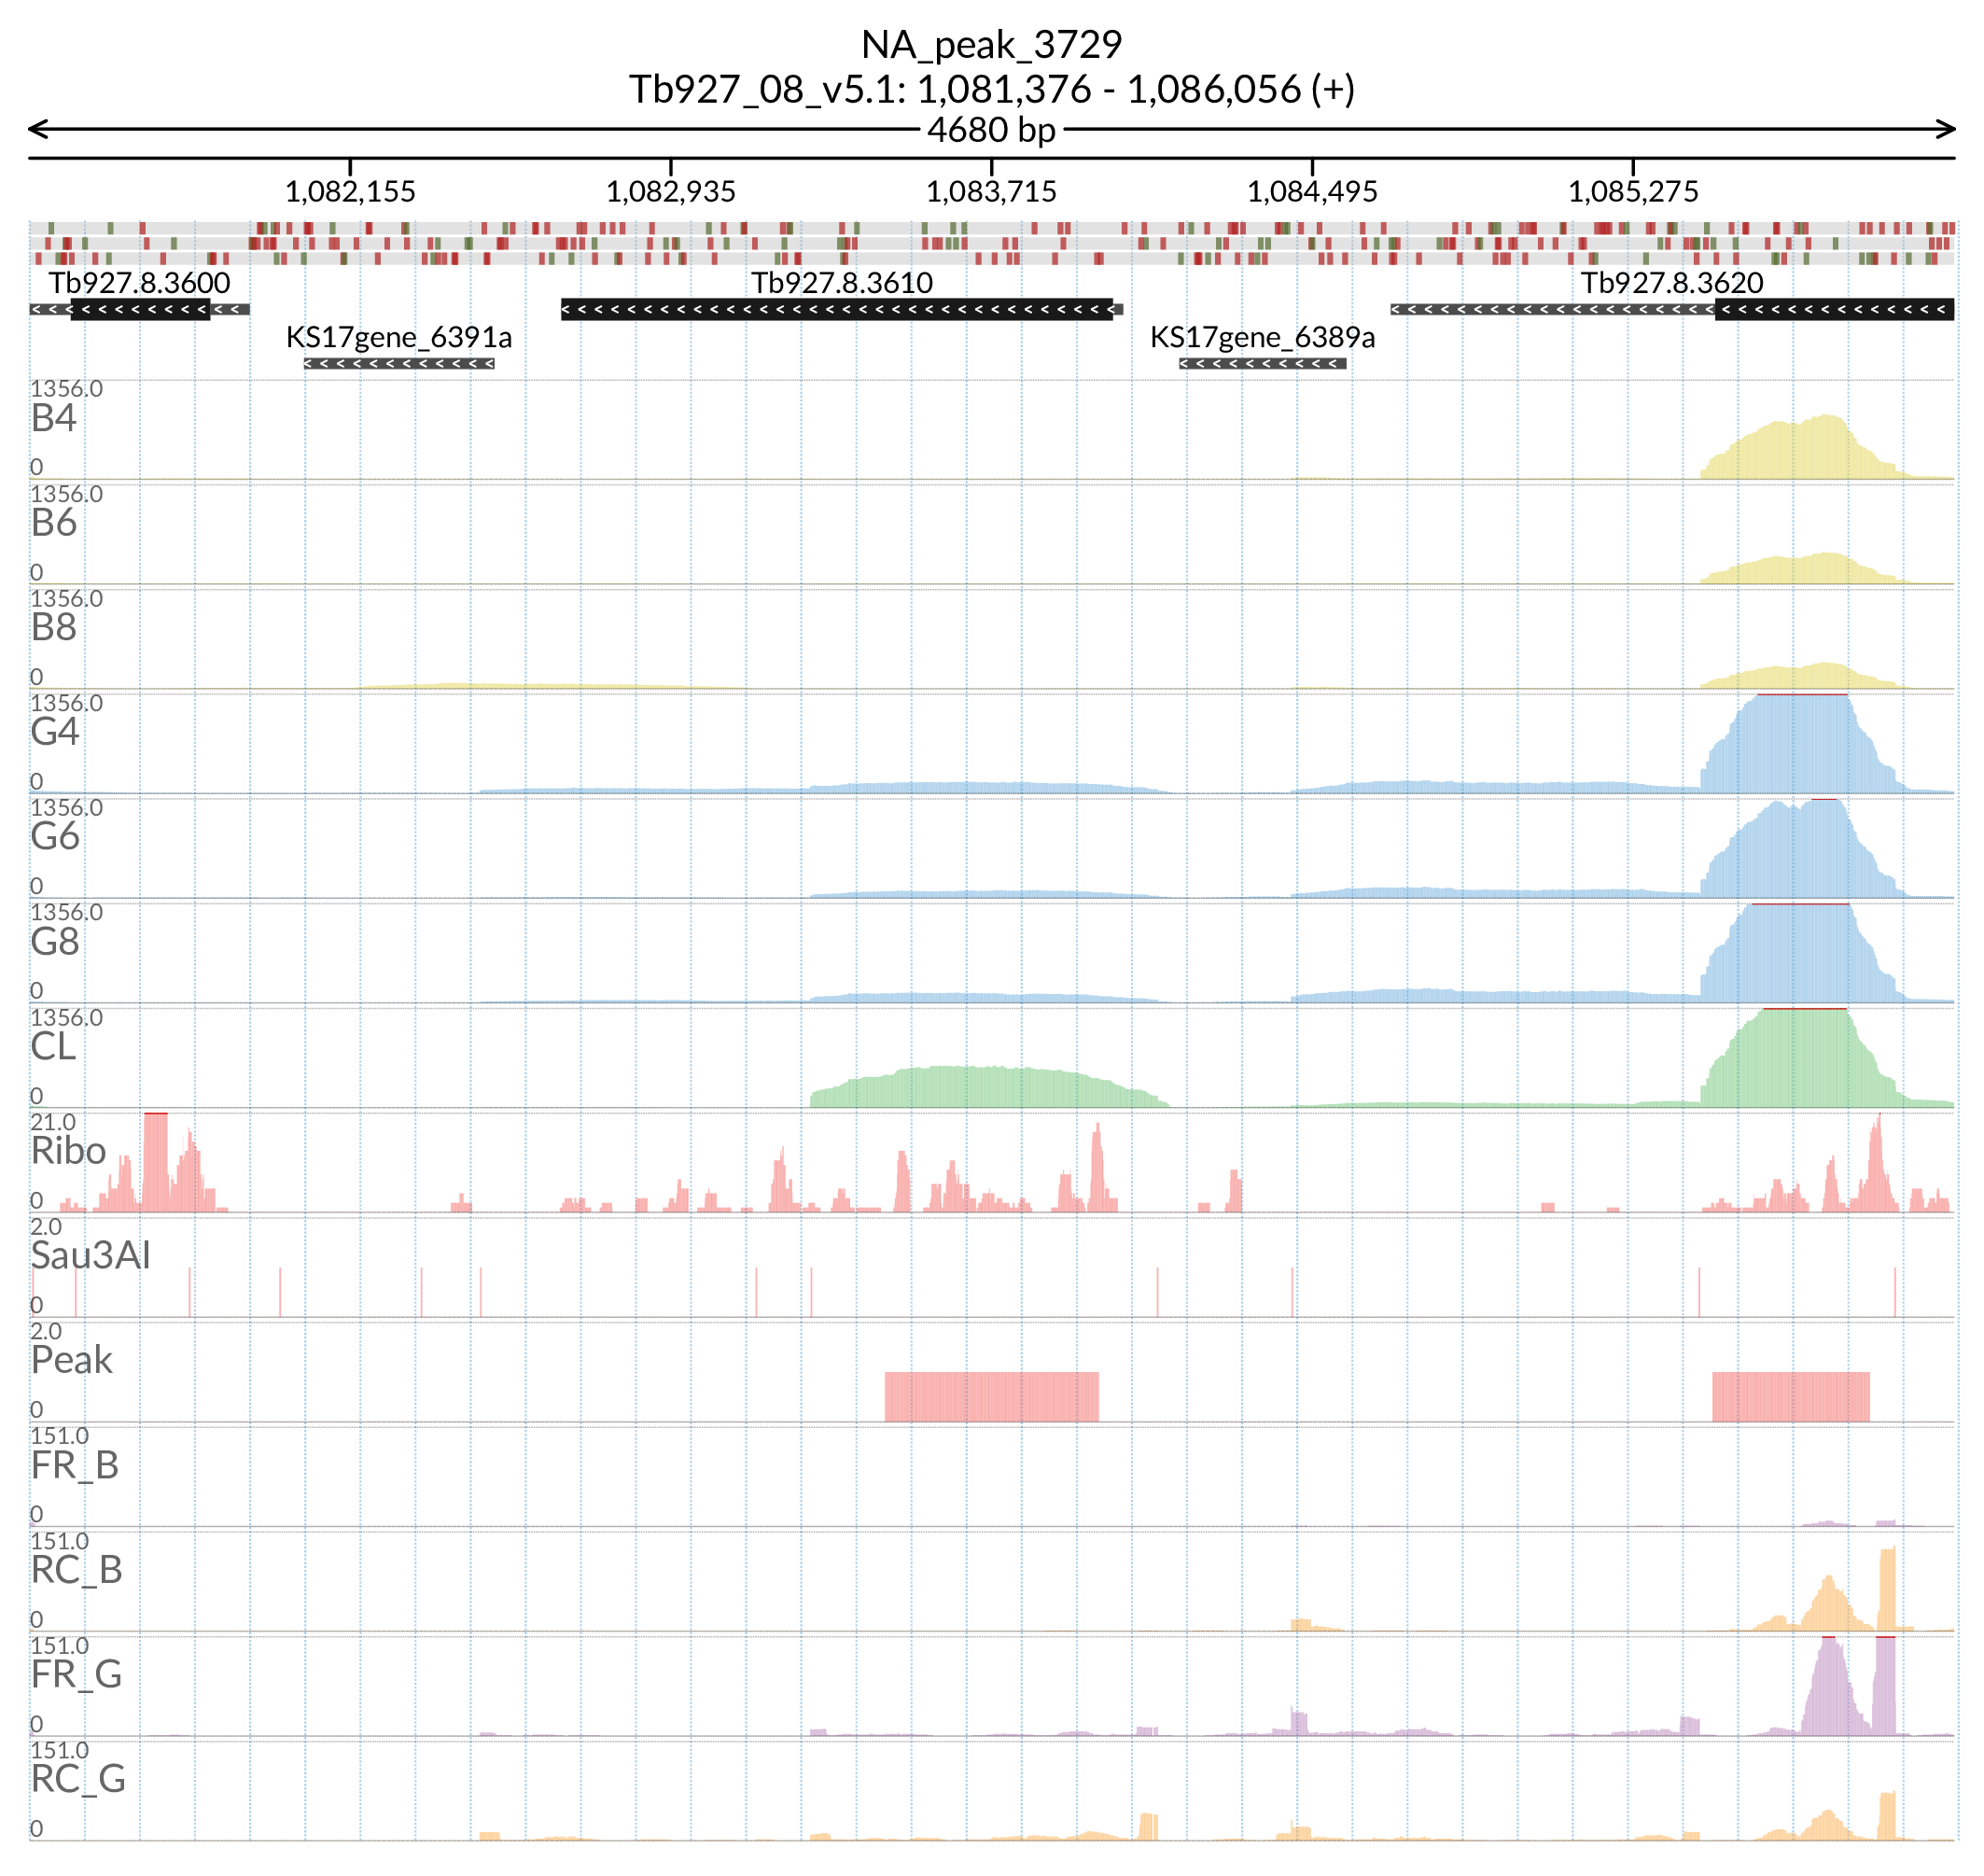 NA_peak_3729
Tb927_08_v5.1: 1,081,376 - 1,086,056 (+)
4680 bp
1,082,155 1,082,935 1,083,715 1,084,495 1,085,275
Tb927.8.3600 Tb927.8.3610 Tb927.8.3620
KS17gene_6391a KS17gene_6389a
1356.0
B4
0
1356.0
B6
0
1356.0
B8
0
1356.0
G4
0
1356.0
G6
0
1356.0
G8
0
1356.0
CL
0
21.0
Ribo
0
2.0
Sau3AI
0
2.0
Peak
0
151.0
FR_B
0
151.0
RC_B
0
151.0
FR_G
0
151.0
RC_G
0